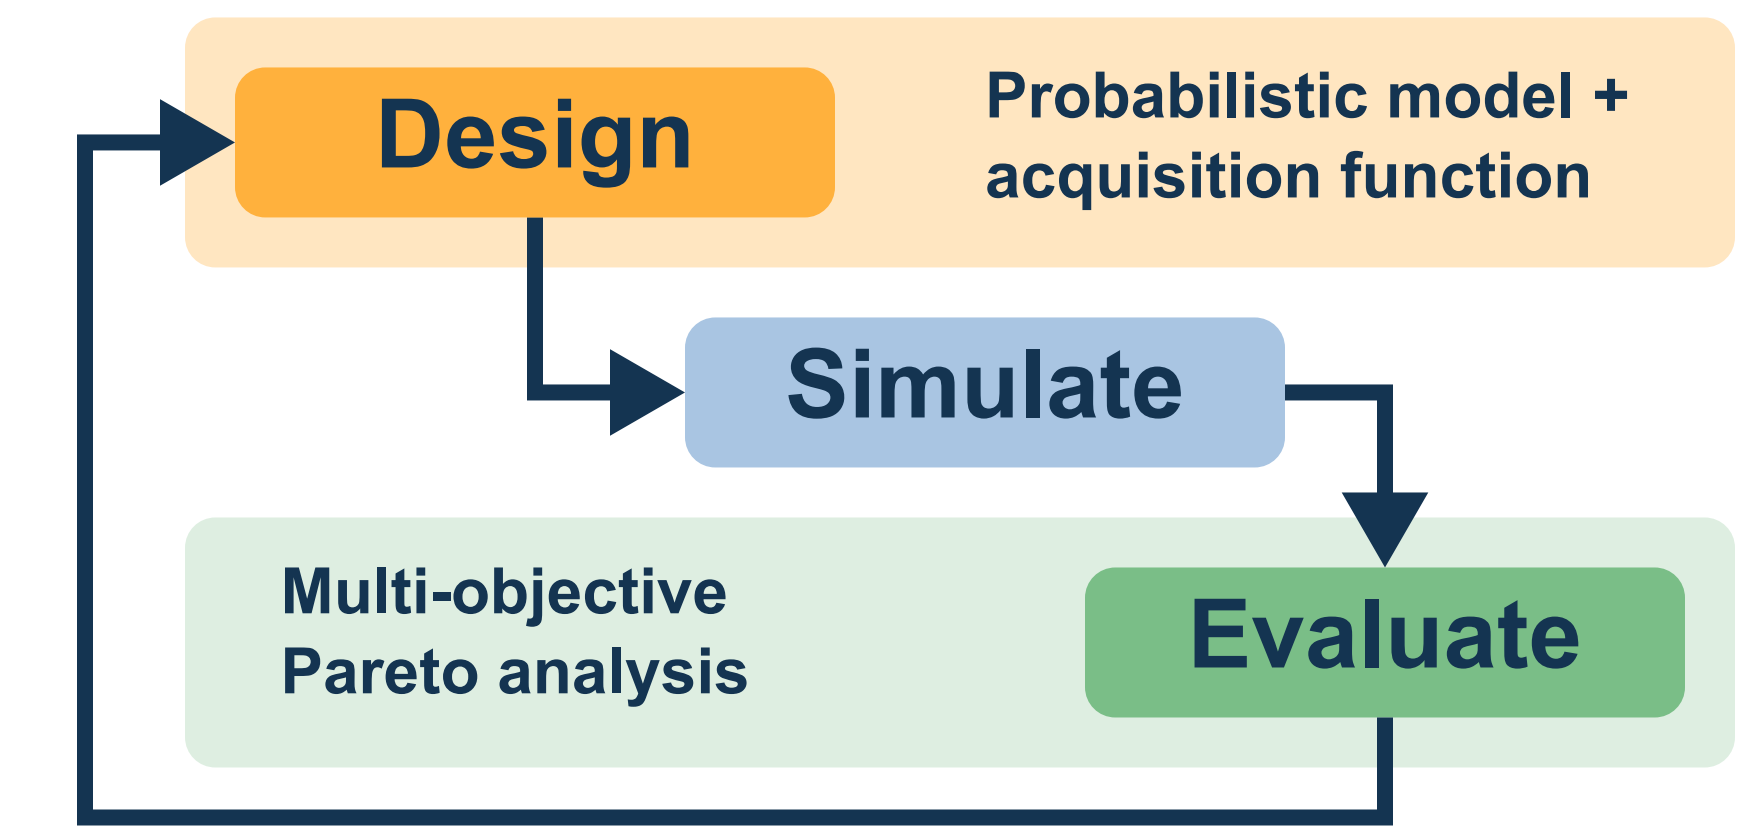 Design
Probabilistic model +
acquisition function
Simulate
Multi-objective
Pareto analysis
Evaluate